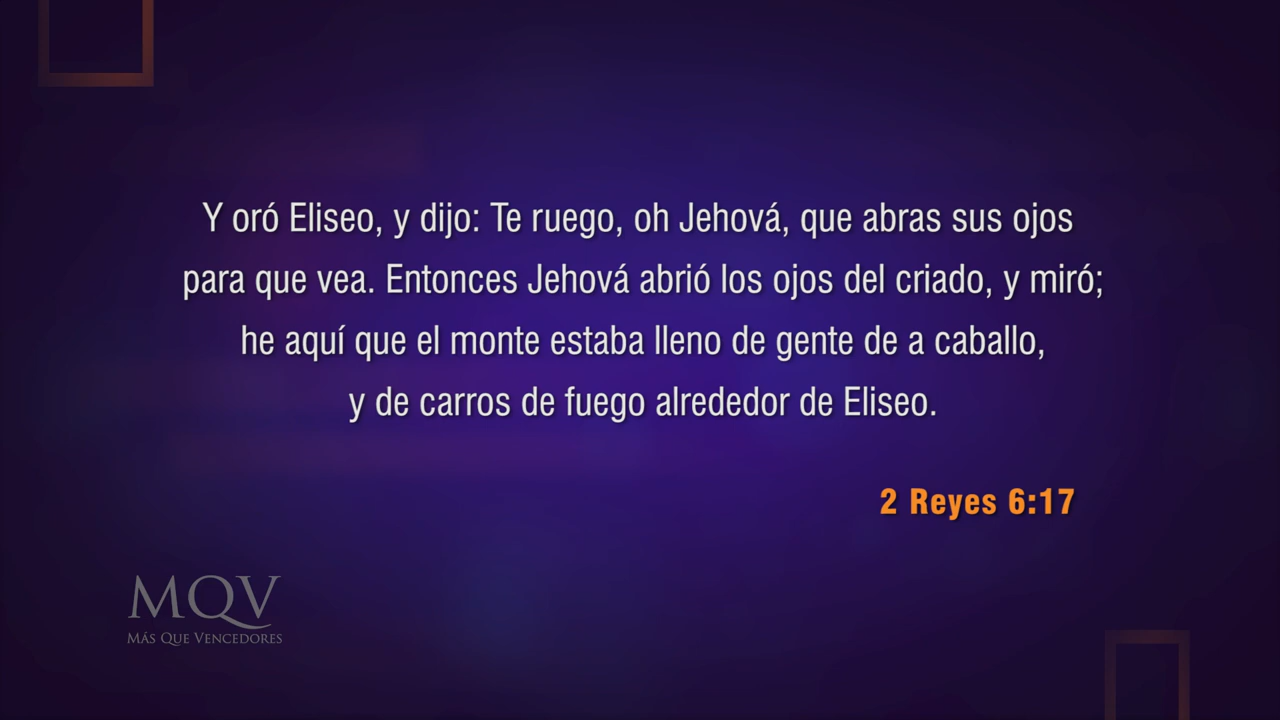 Y oró Eliseo, y dijo: Te ruego, oh Jehová, que abras sus ojos
para que vea. Entonces Jehová abrió los ojos del criado, y miró;
he aquí que el monte estaba lleno de gente de a caballo,
y de carros de fuego alrededor de Eliseo.
2 Reyes 6:17
MQV
Más Que Vencedores